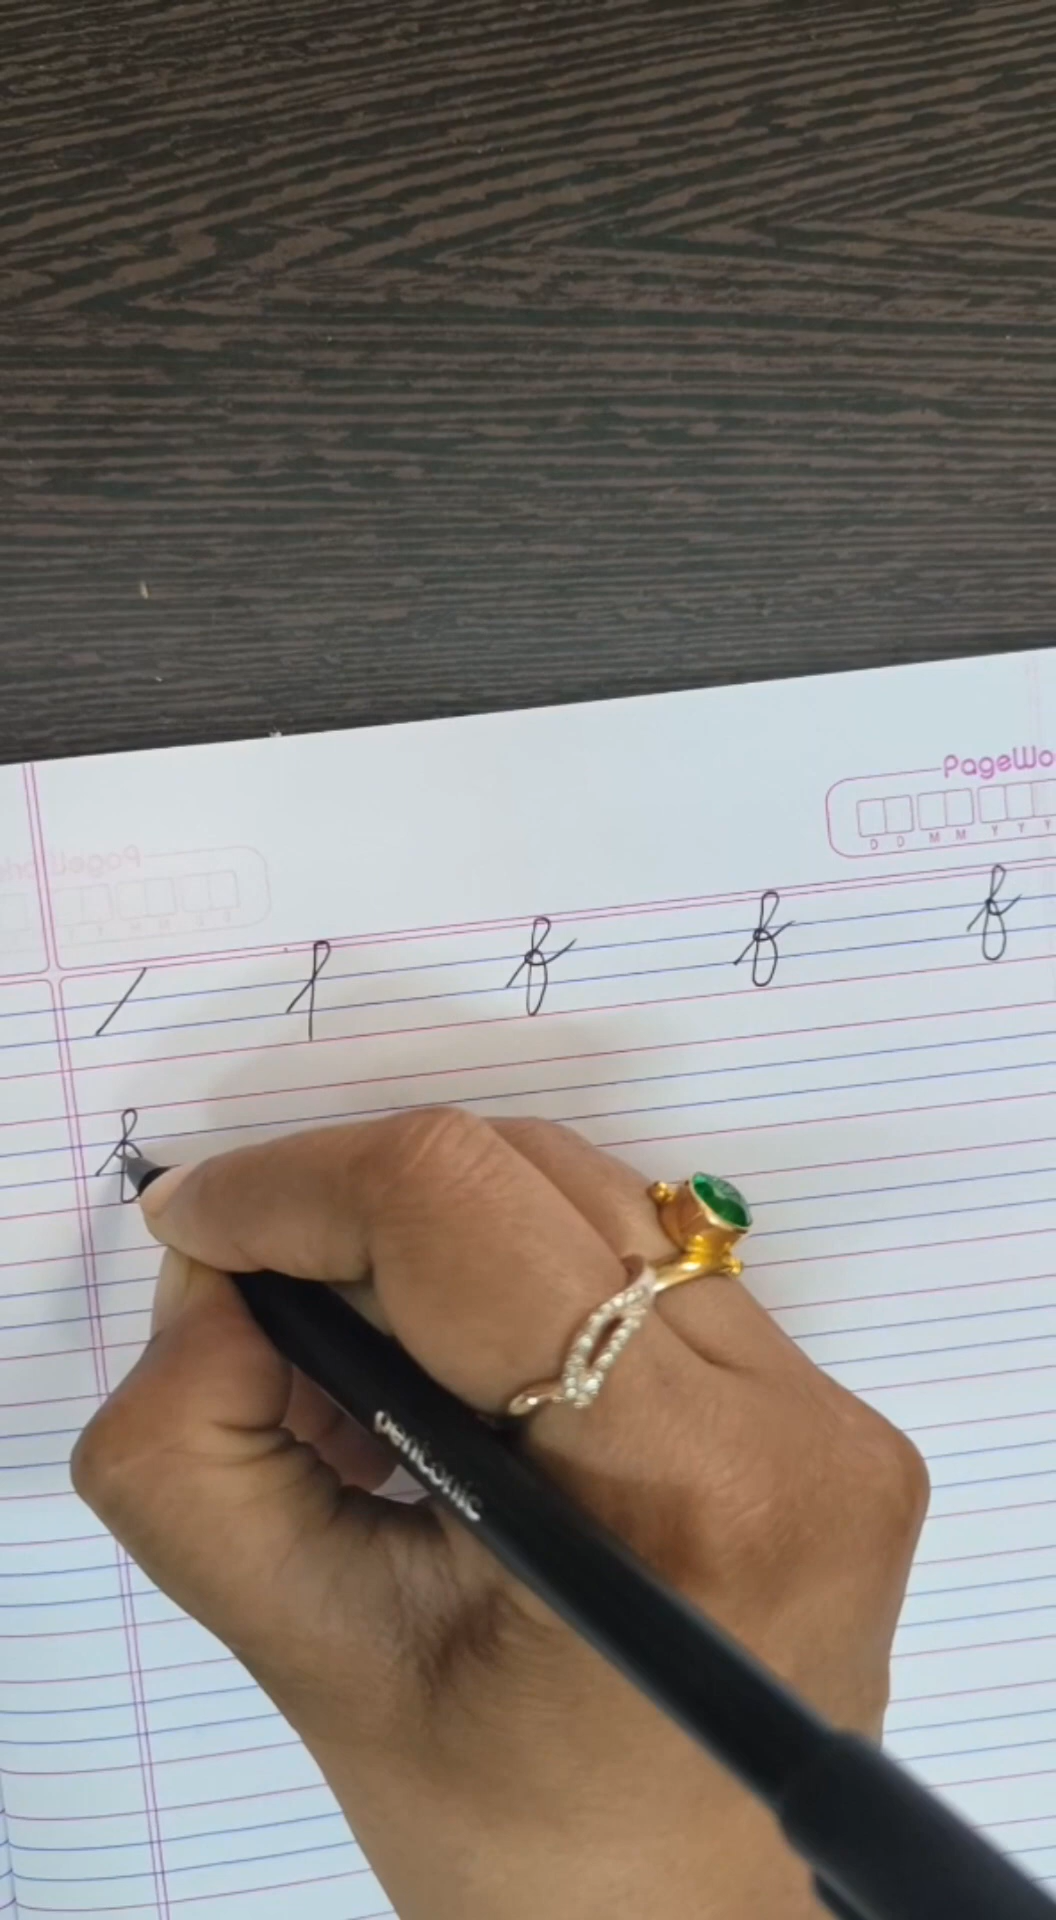 PageWo
D D M M Y Y Y
/ f f f f
f
pentonic